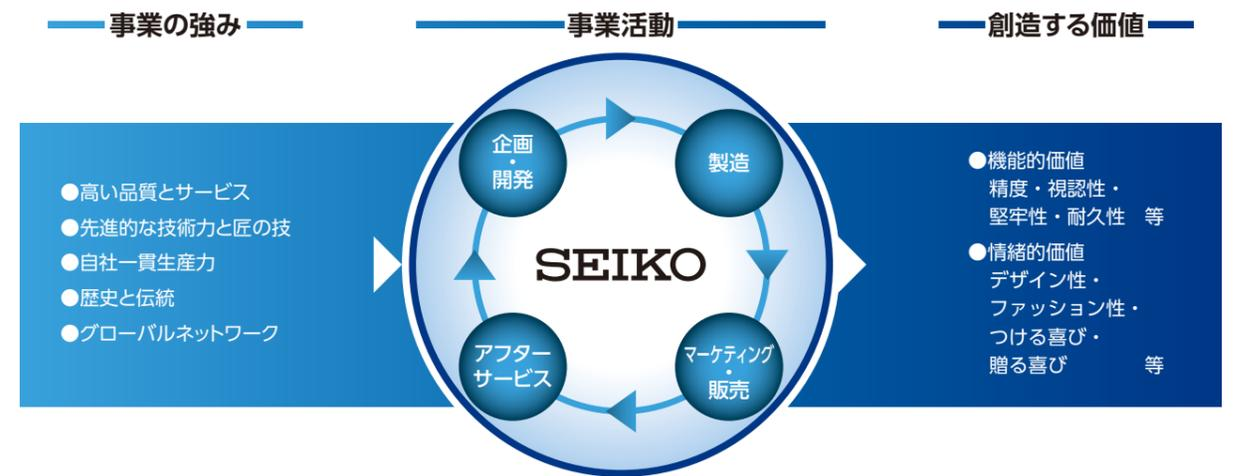 事業の強み
事業活動
創造する価値
●高い品質とサービス
●先進的な技術力と匠の技
●自社一貫生産力
●歴史と伝統
●グローバルネットワーク
企画
・
開発
製造
SEIKO
アフター
サービス
マーケティング
・
販売
●機能的価値
精度・視認性・
堅牢性・耐久性 等
●情緒的価値
デザイン性・
ファッション性・
つける喜び・
贈る喜び 等